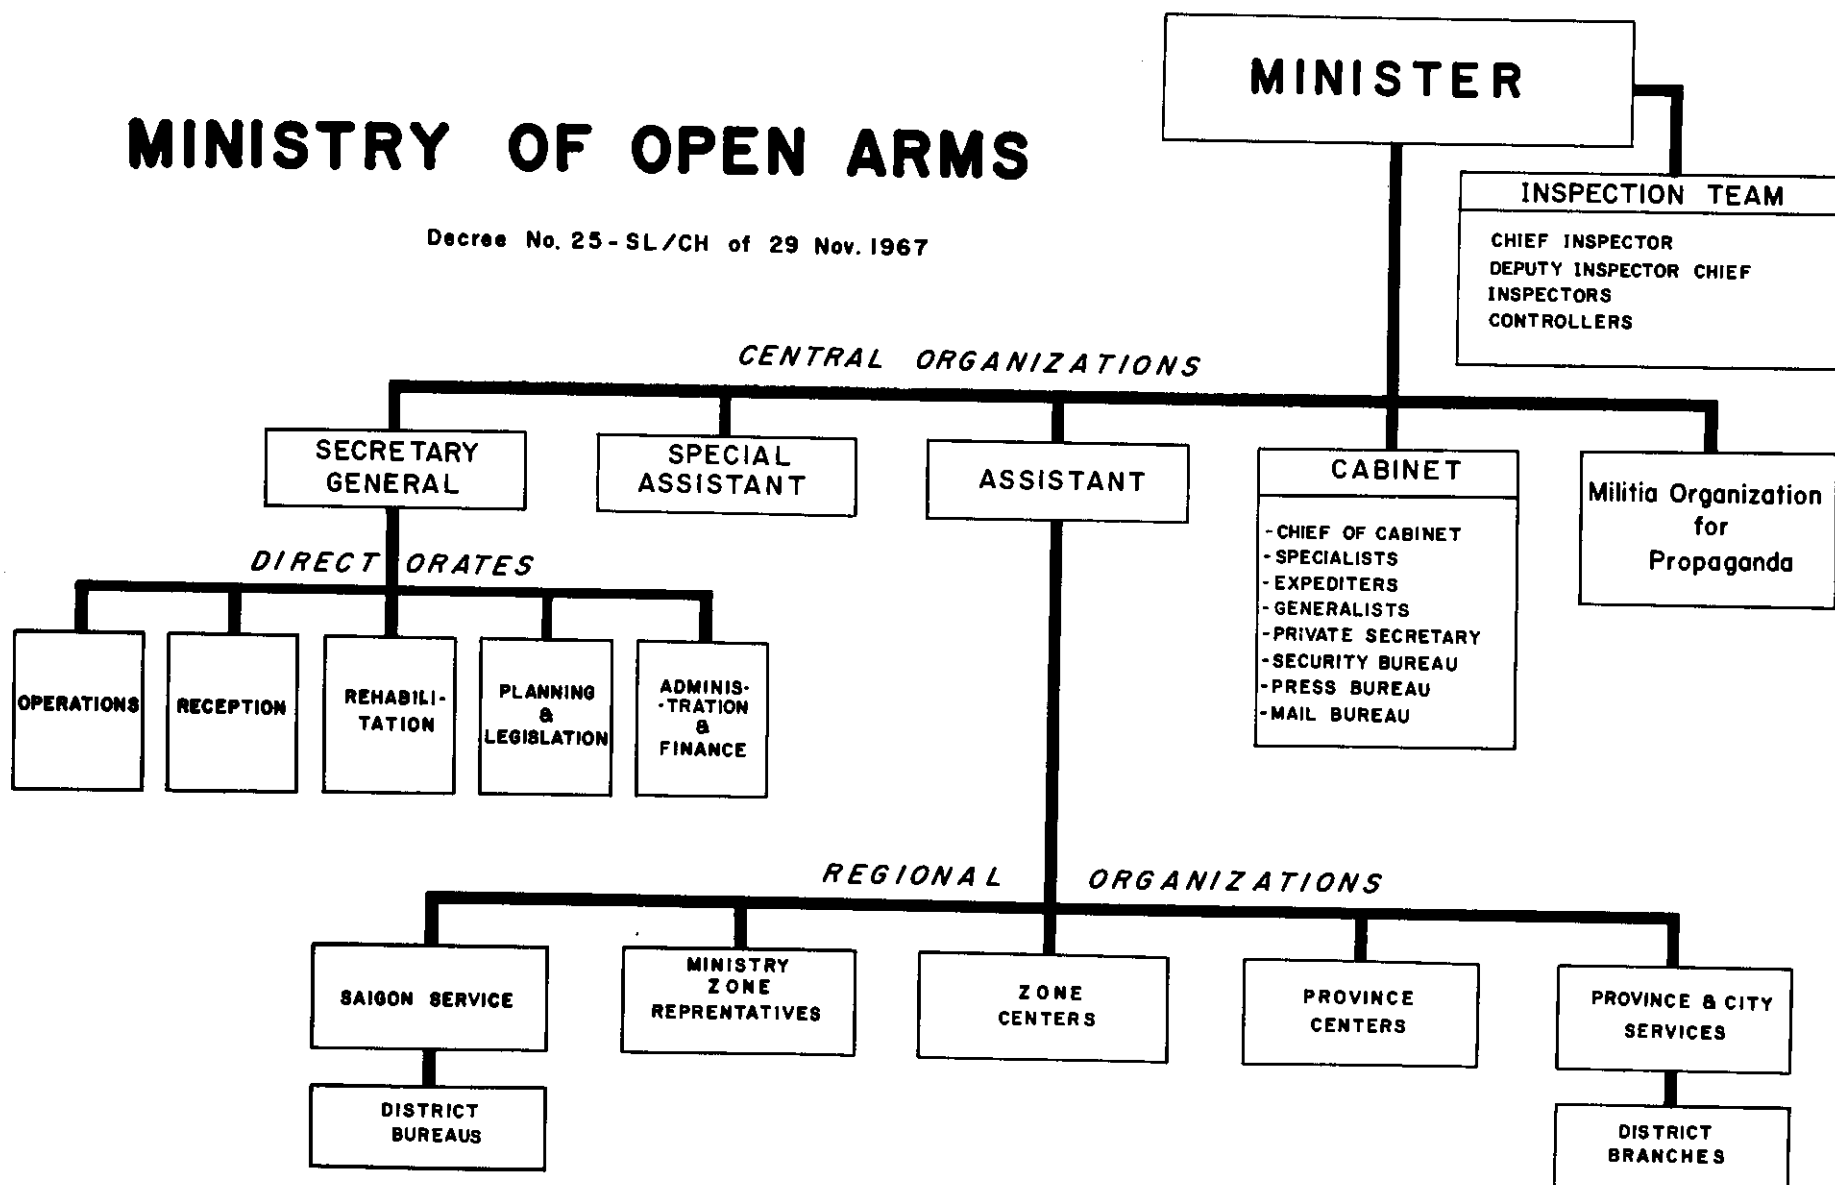 MINISTER
MINISTRY OF OPEN ARMS
Decree No. 25-SL/CH of 29 Nov. 1967
INSPECTION TEAM
CHIEF INSPECTOR
DEPUTY INSPECTOR CHIEF
INSPECTORS
CONTROLLERS
CENTRAL ORGANIZATIONS
SECRETARY
GENERAL
SPECIAL
ASSISTANT
ASSISTANT
CABINET
-CHIEF OF CABINET
-SPECIALISTS
-EXPEDITERS
-GENERALISTS
-PRIVATE SECRETARY
-SECURITY BUREAU
-PRESS BUREAU
-MAIL BUREAU
Militia Organization
for
Propaganda
DIRECTORATES
OPERATIONS
RECEPTION
REHABILI-
TATION
PLANNING
&
LEGISLATION
ADMINIS-
-TRATION
&
FINANCE
REGIONAL ORGANIZATIONS
SAIGON SERVICE
MINISTRY
ZONE
REPRENTATIVES
ZONE
CENTERS
PROVINCE
CENTERS
PROVINCE & CITY
SERVICES
DISTRICT
BUREAUS
DISTRICT
BRANCHES